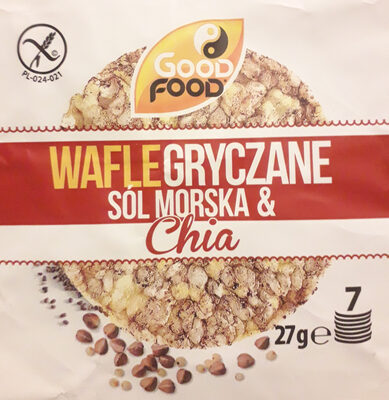 PL-024-021
GOOD
FOOD
WAFLE GRYCZANE
SÓL MORSKA &
Chia
7
27g e